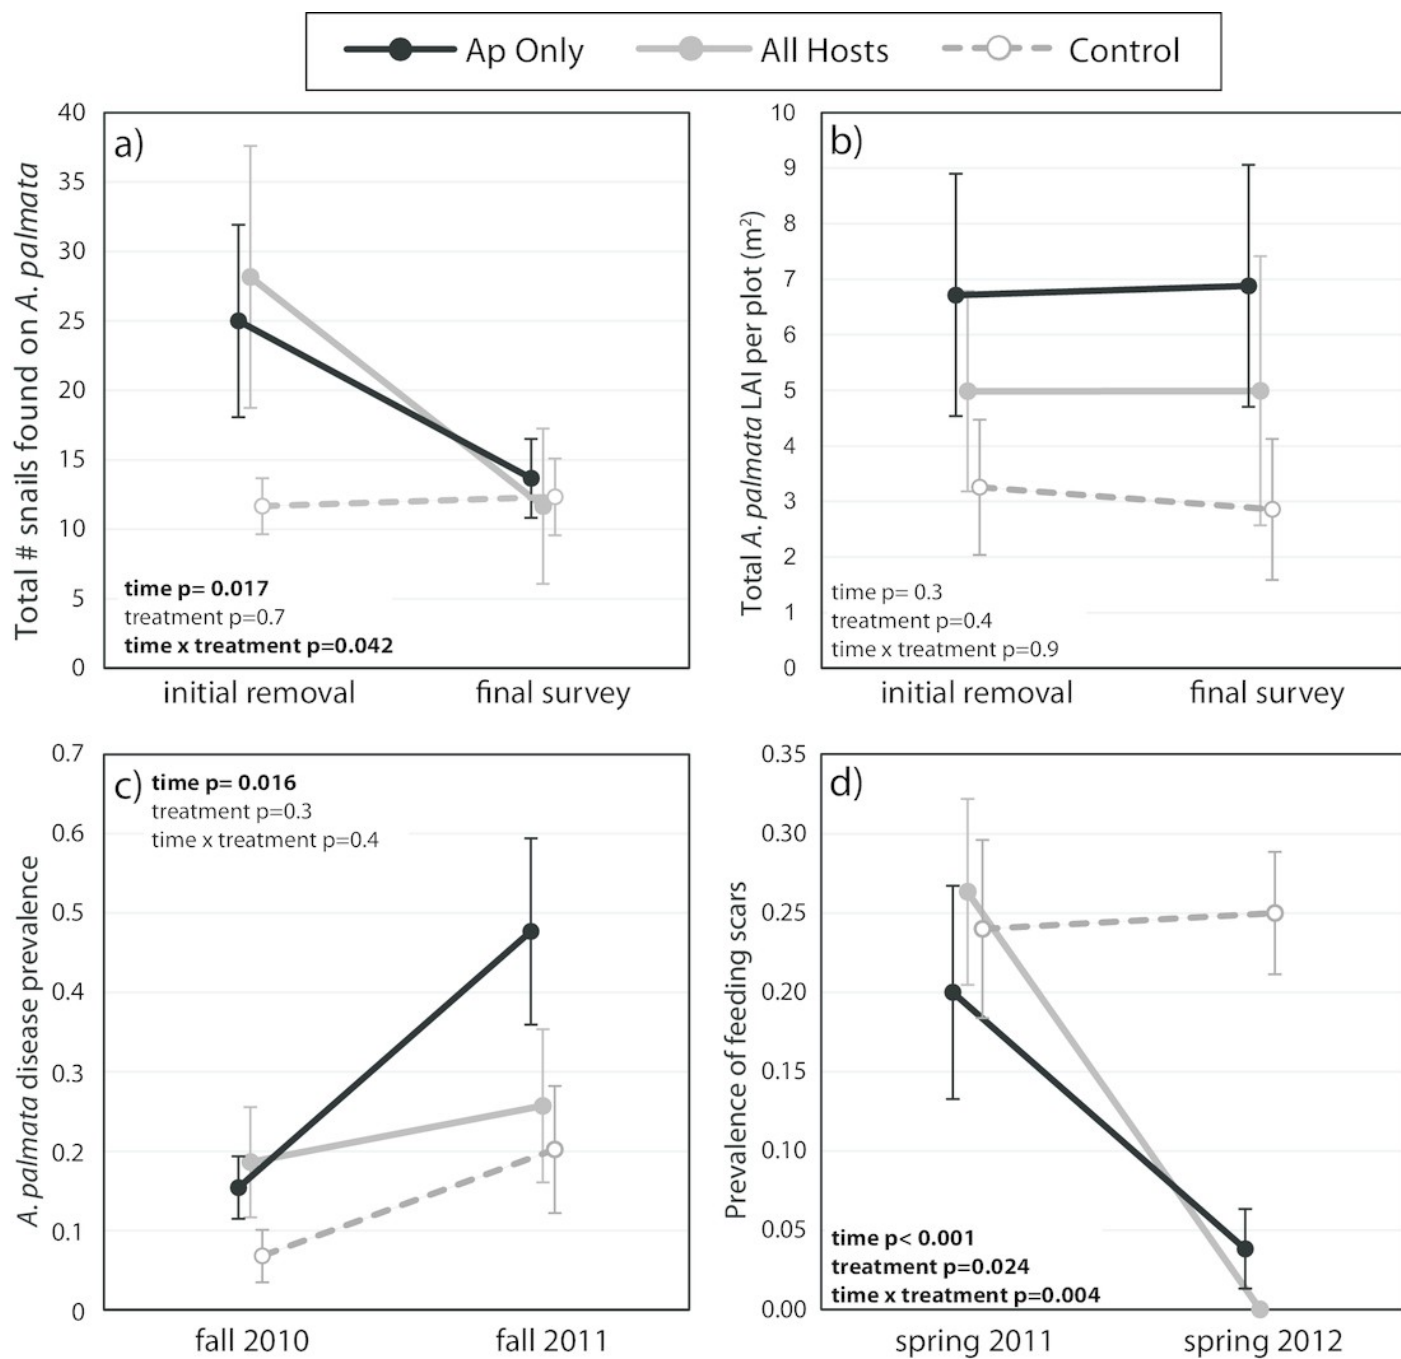 Ap Only All Hosts Control
a)
Total # snails found on A. palmata
40
35
30
25
20
15
10
5
0
time p= 0.017
treatment p=0.7
time x treatment p=0.042
initial removal final survey
b)
Total A. palmata LAI per plot (m²)
10
9
8
7
6
5
4
3
2
1
0
time p= 0.3
treatment p=0.4
time x treatment p=0.9
initial removal final survey
c)
A. palmata disease prevalence
0.7
0.6
0.5
0.4
0.3
0.2
0.1
0
time p= 0.016
treatment p=0.3
time x treatment p=0.4
fall 2010 fall 2011
d)
Prevalence of feeding scars
0.35
0.30
0.25
0.20
0.15
0.10
0.05
0.00
time p< 0.001
treatment p=0.024
time x treatment p=0.004
spring 2011 spring 2012